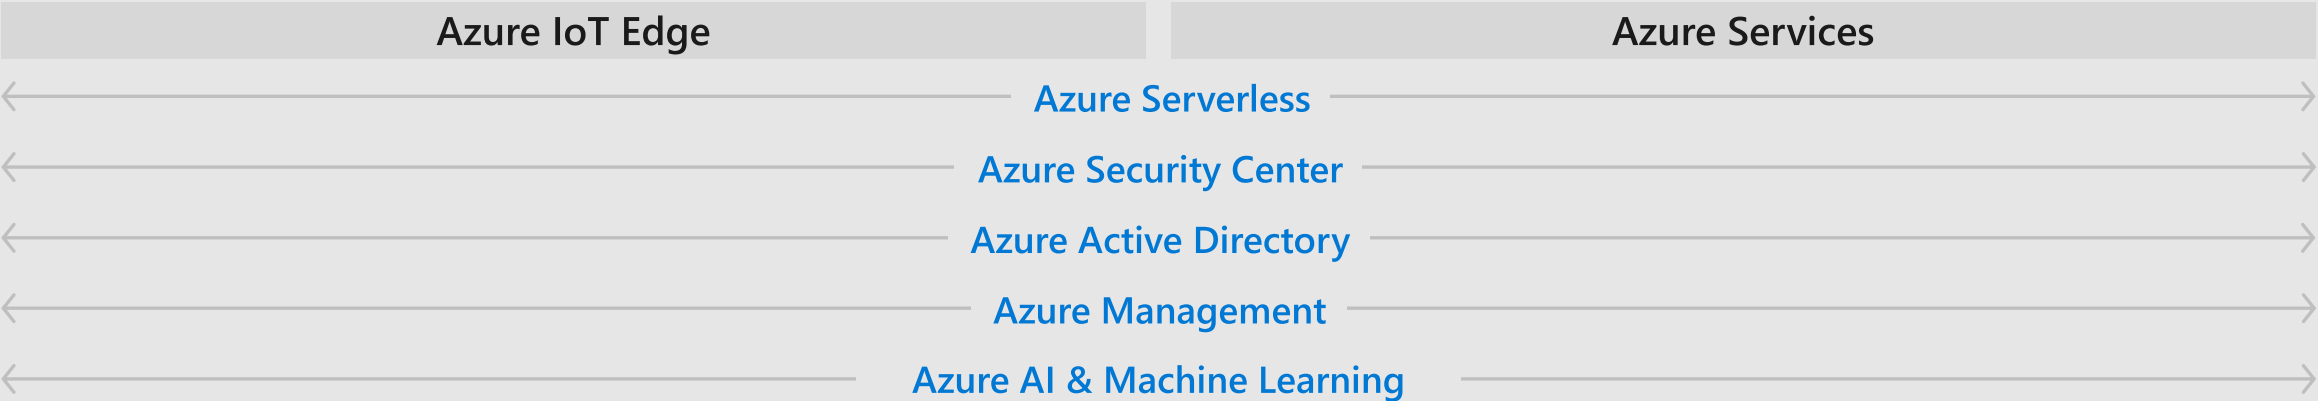 Azure IoT Edge
Azure Services
Azure Serverless
Azure Security Center
Azure Active Directory
Azure Management
Azure AI & Machine Learning